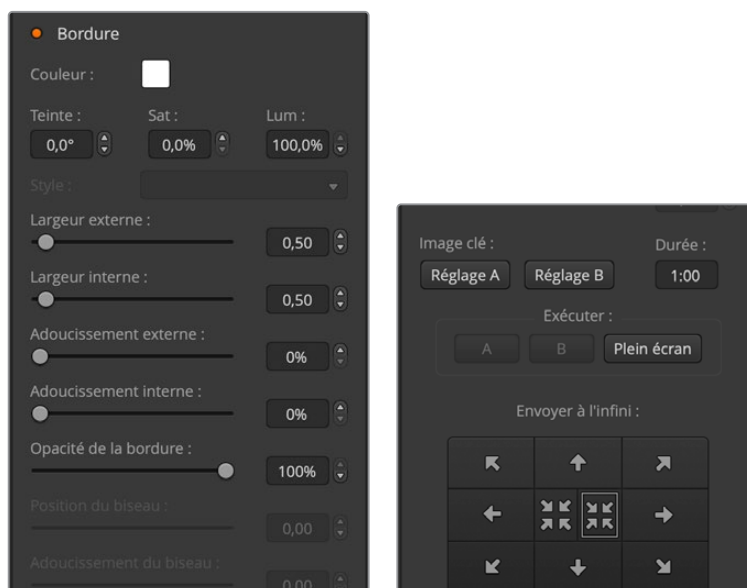 Bordure
Couleur :
Teinte : Sat : Lum :
0,0° 0,0% 100,0%
Style :
Largeur externe :
0,50
Largeur interne :
0,50
Adoucissement externe :
0%
Adoucissement interne :
0%
Opacité de la bordure :
100%
Position du biseau :
0,00
Adoucissement du biseau :
0,00
Image clé : Durée :
Réglage A Réglage B 1:00
Exécuter :
A B Plein écran
Envoyer à l'infini :